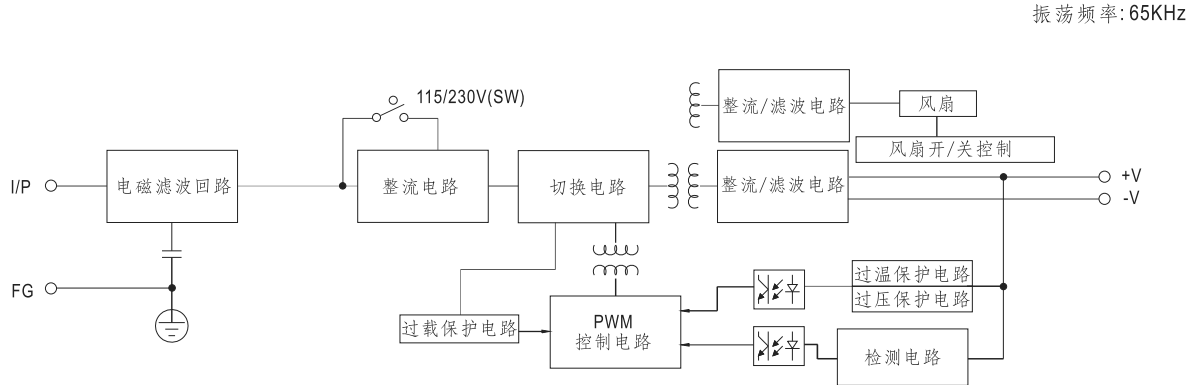 振荡频率: 65KHz
115/230V(SW)
整流/滤波电路
风扇
风扇开/关控制
I/P
电磁滤波回路
整流电路
切换电路
整流/滤波电路
+V
-V
FG
过温保护电路
过压保护电路
过载保护电路
PWM
控制电路
检测电路